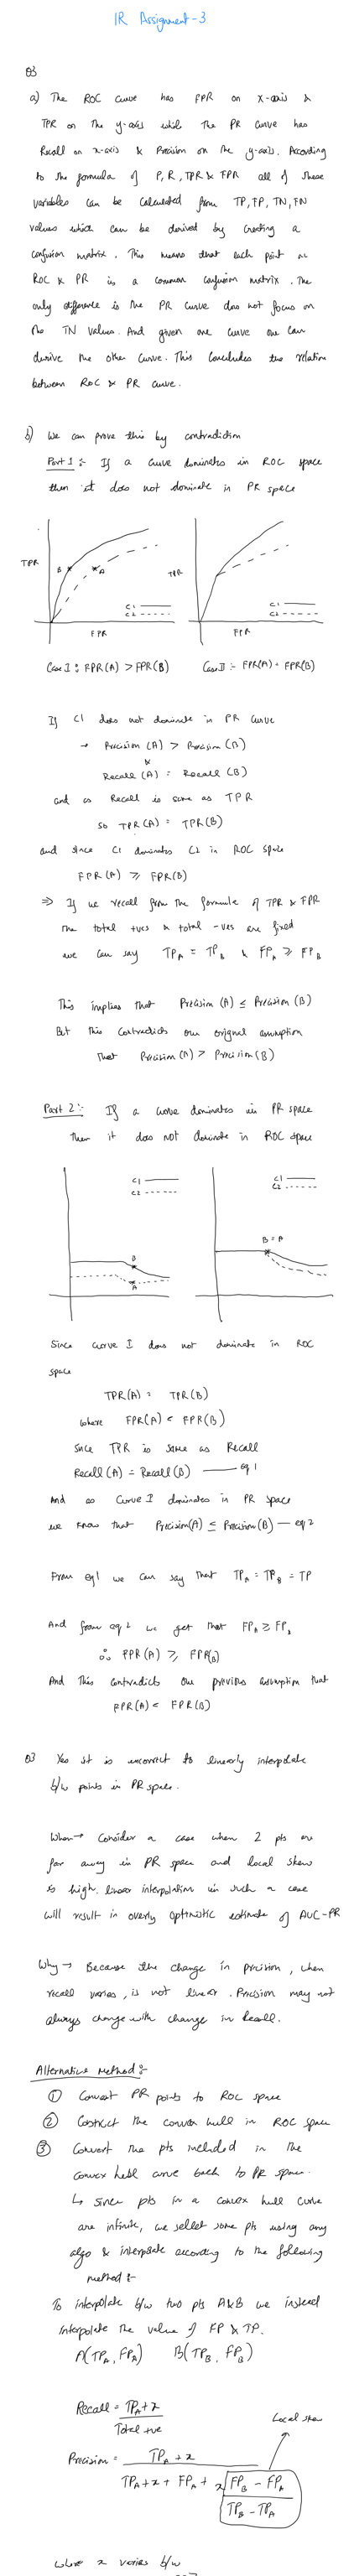 IR Assignment-3
Q3
a) The ROC curve has FPR on x-axis &
TPR on the y-axis while the PR curve has
Recall on x-axis & Precision on the y-axis. According
to the formula of P, R, TPR & FPR all of these
variables can be calculated from TP, FP, TN, FN
values which can be derived by creating a
confusion matrix. This means that each point in
ROC & PR is a common confusion matrix. The
only difference is the PR curve does not focus on
the TN values. And given one curve one can
derive the other curve. This concludes the relation
between ROC & PR curve.
b) We can prove this by contradiction
Part 1 :- If a curve dominates in ROC space
then it does not dominate in PR space
TPR
B
A
C1
C2
FPR
TPR
C1
C2
FPR
Case I : FPR(A) > FPR(B)
Case II :- FPR(A) = FPR(B)
If C1 does not dominate in PR curve
→ Precision (A) > Precision (B)
&
Recall (A) = Recall (B)
and as Recall is same as TPR
so TPR(A) = TPR(B)
and since C1 dominates C2 in ROC space
FPR(A) ≥ FPR(B)
⇒ If we recall from the formula of TPR & FPR
the total +ves & total -ves are fixed
we can say TP_A = TP_B & FP_A ≥ FP_B
This implies that Precision (A) ≤ Precision (B)
But this contradicts our orignal assumption
that Precision (A) > Precision (B)
Part 2 :- If a curve dominates in PR space
then it does not dominate in ROC space
C1
C2
B
A
C1
C2
B = A
Since curve I does not dominate in ROC
space
TPR(A) = TPR(B)
where FPR(A) < FPR(B)
Since TPR is same as Recall
Recall (A) = Recall (B) —— eq 1
And as Curve I dominates in PR space
we know that Precision(A) ≤ Precision (B) — eq 2
From eq 1 we can say that TP_A = TP_B = TP
And from eq 2 we get that FP_A ≥ FP_B
∴ FPR (A) ≥ FPR(B)
And this contradicts our previous assumption that
FPR(A) < FPR(B)
Q3 Yes it is incorrect to linearly interpolate
b/w points in PR space.
When → Consider a case when 2 pts are
far away in PR space and local skew
is high. linear interpolation in such a case
will result in overly optimistic estimate of AUC-PR
Why → Because the change in precision, when
recall varies, is not linear. Precision may not
always change with change in Recall.
Alternative Method :-
① Convert PR points to ROC space
② Construct the convex hull in ROC space
③ Convert the pts included in the
convex hull curve back to PR space.
↳ since pts in a convex hull curve
are infinite, we sellect some pts using any
algo & interpolate according to the following
method :-
To interpolate b/w two pts A & B we instead
interpolate the value of FP & TP.
A(TP_A, FP_A) B(TP_B, FP_B)
Recall = TP_A + x / Total +ve
Local skew
Precision = TP_A + x / TP_A + x + FP_A + x FP_B - FP_A / TP_B - TP_A
where x varies b/w